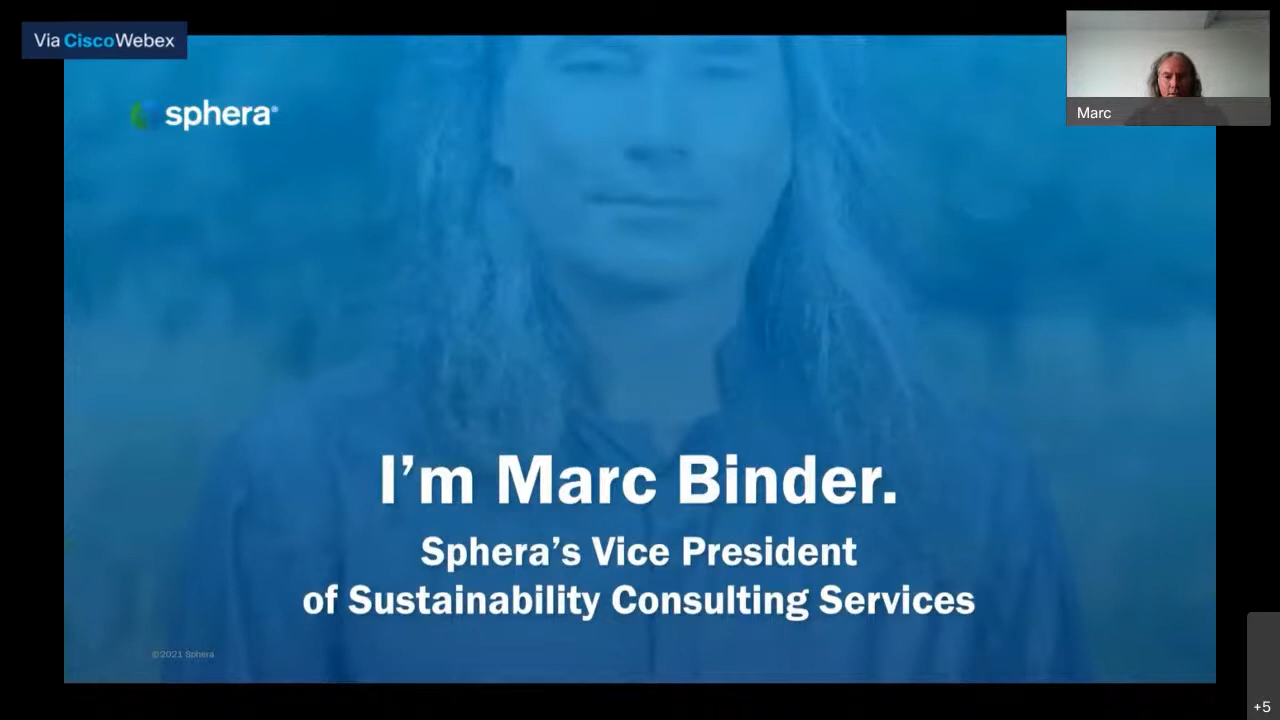 Via CiscoWebex
sphera®
Marc
I'm Marc Binder.
Sphera's Vice President
of Sustainability Consulting Services
©2021 Sphera
+5